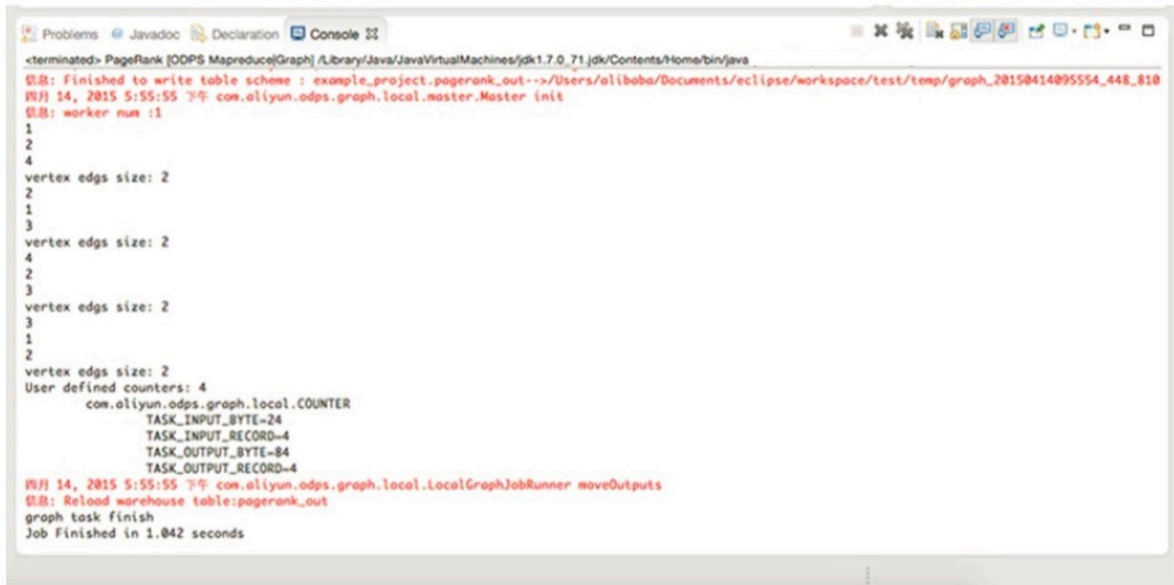 Problems @ Javadoc Declaration Console
<terminated> PageRank [ODPS Mapreduce|Graph] /Library/Java/JavaVirtualMachines/jdk1.7.0_71.jdk/Contents/Home/bin/java
信息: Finished to write table scheme : example_project.pagerank_out-->/Users/alibaba/Documents/eclipse/workspace/test/temp/graph_20150414095554_448_810
四月 14, 2015 5:55:55 下午 com.aliyun.odps.graph.local.master.Master init
信息: worker num :1
1
2
4
vertex edgs size: 2
2
1
3
vertex edgs size: 2
4
2
3
vertex edgs size: 2
3
1
2
vertex edgs size: 2
User defined counters: 4
com.aliyun.odps.graph.local.COUNTER
TASK_INPUT_BYTE=24
TASK_INPUT_RECORD=4
TASK_OUTPUT_BYTE=84
TASK_OUTPUT_RECORD=4
四月 14, 2015 5:55:55 下午 com.aliyun.odps.graph.local.LocalGraphJobRunner moveOutputs
信息: Reload warehouse table:pagerank_out
graph task finish
Job Finished in 1.042 seconds